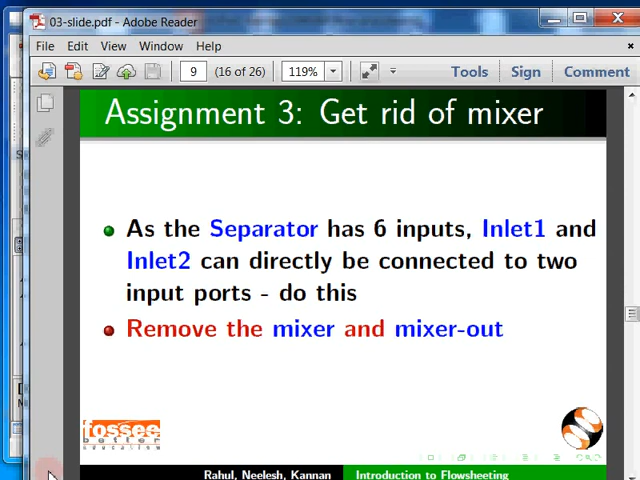 03-slide.pdf - Adobe Reader
File Edit View Window Help
9 (16 of 26) 119% Tools Sign Comment
Assignment 3: Get rid of mixer
As the Separator has 6 inputs, Inlet1 and
Inlet2 can directly be connected to two
input ports - do this
Remove the mixer and mixer-out
fossee
better
education
Rahul, Neelesh, Kannan Introduction to Flowsheeting